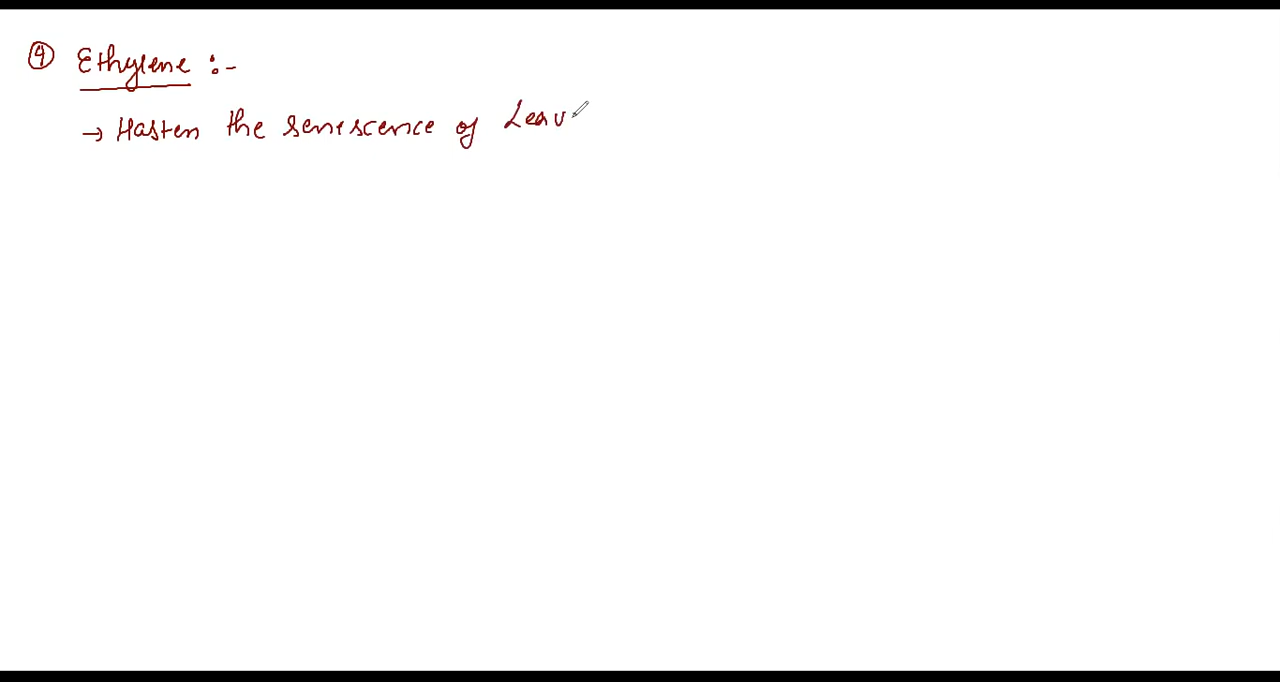 ④ Ethylene :-
→ Hasten the senescence of Leav